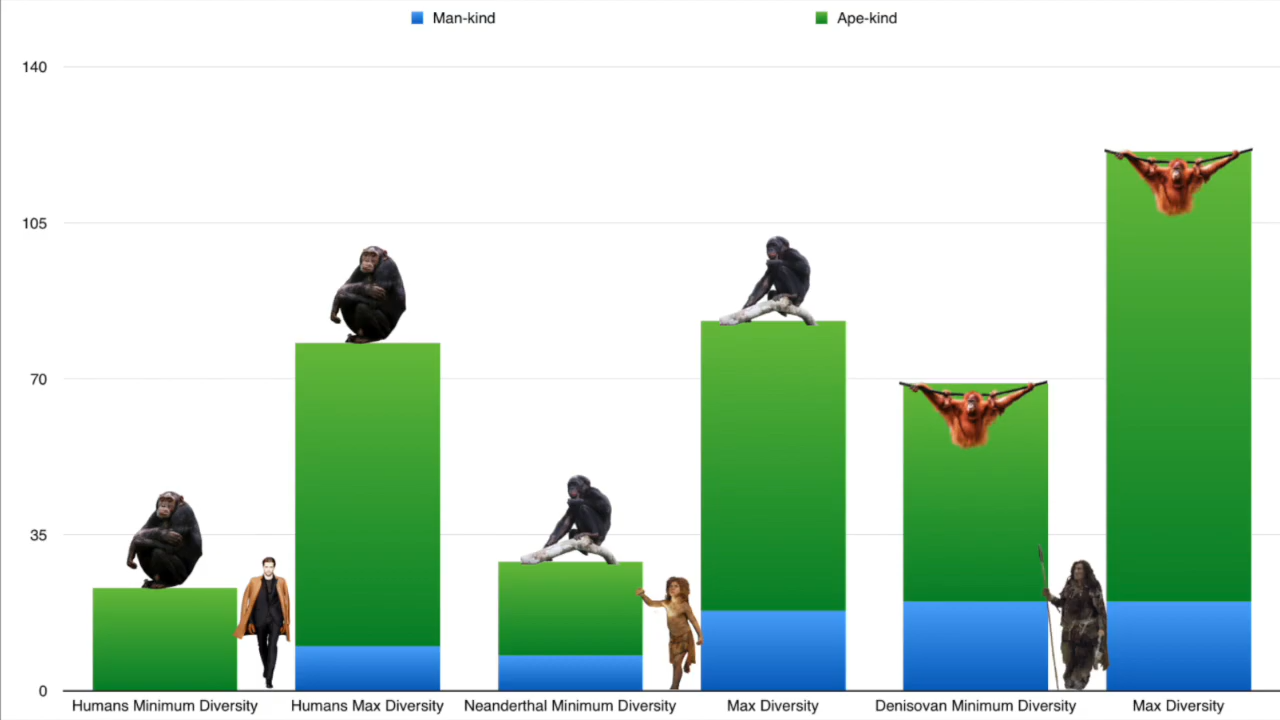 Man-kind
Ape-kind
140
105
70
35
0
Humans Minimum Diversity
Humans Max Diversity
Neanderthal Minimum Diversity
Max Diversity
Denisovan Minimum Diversity
Max Diversity